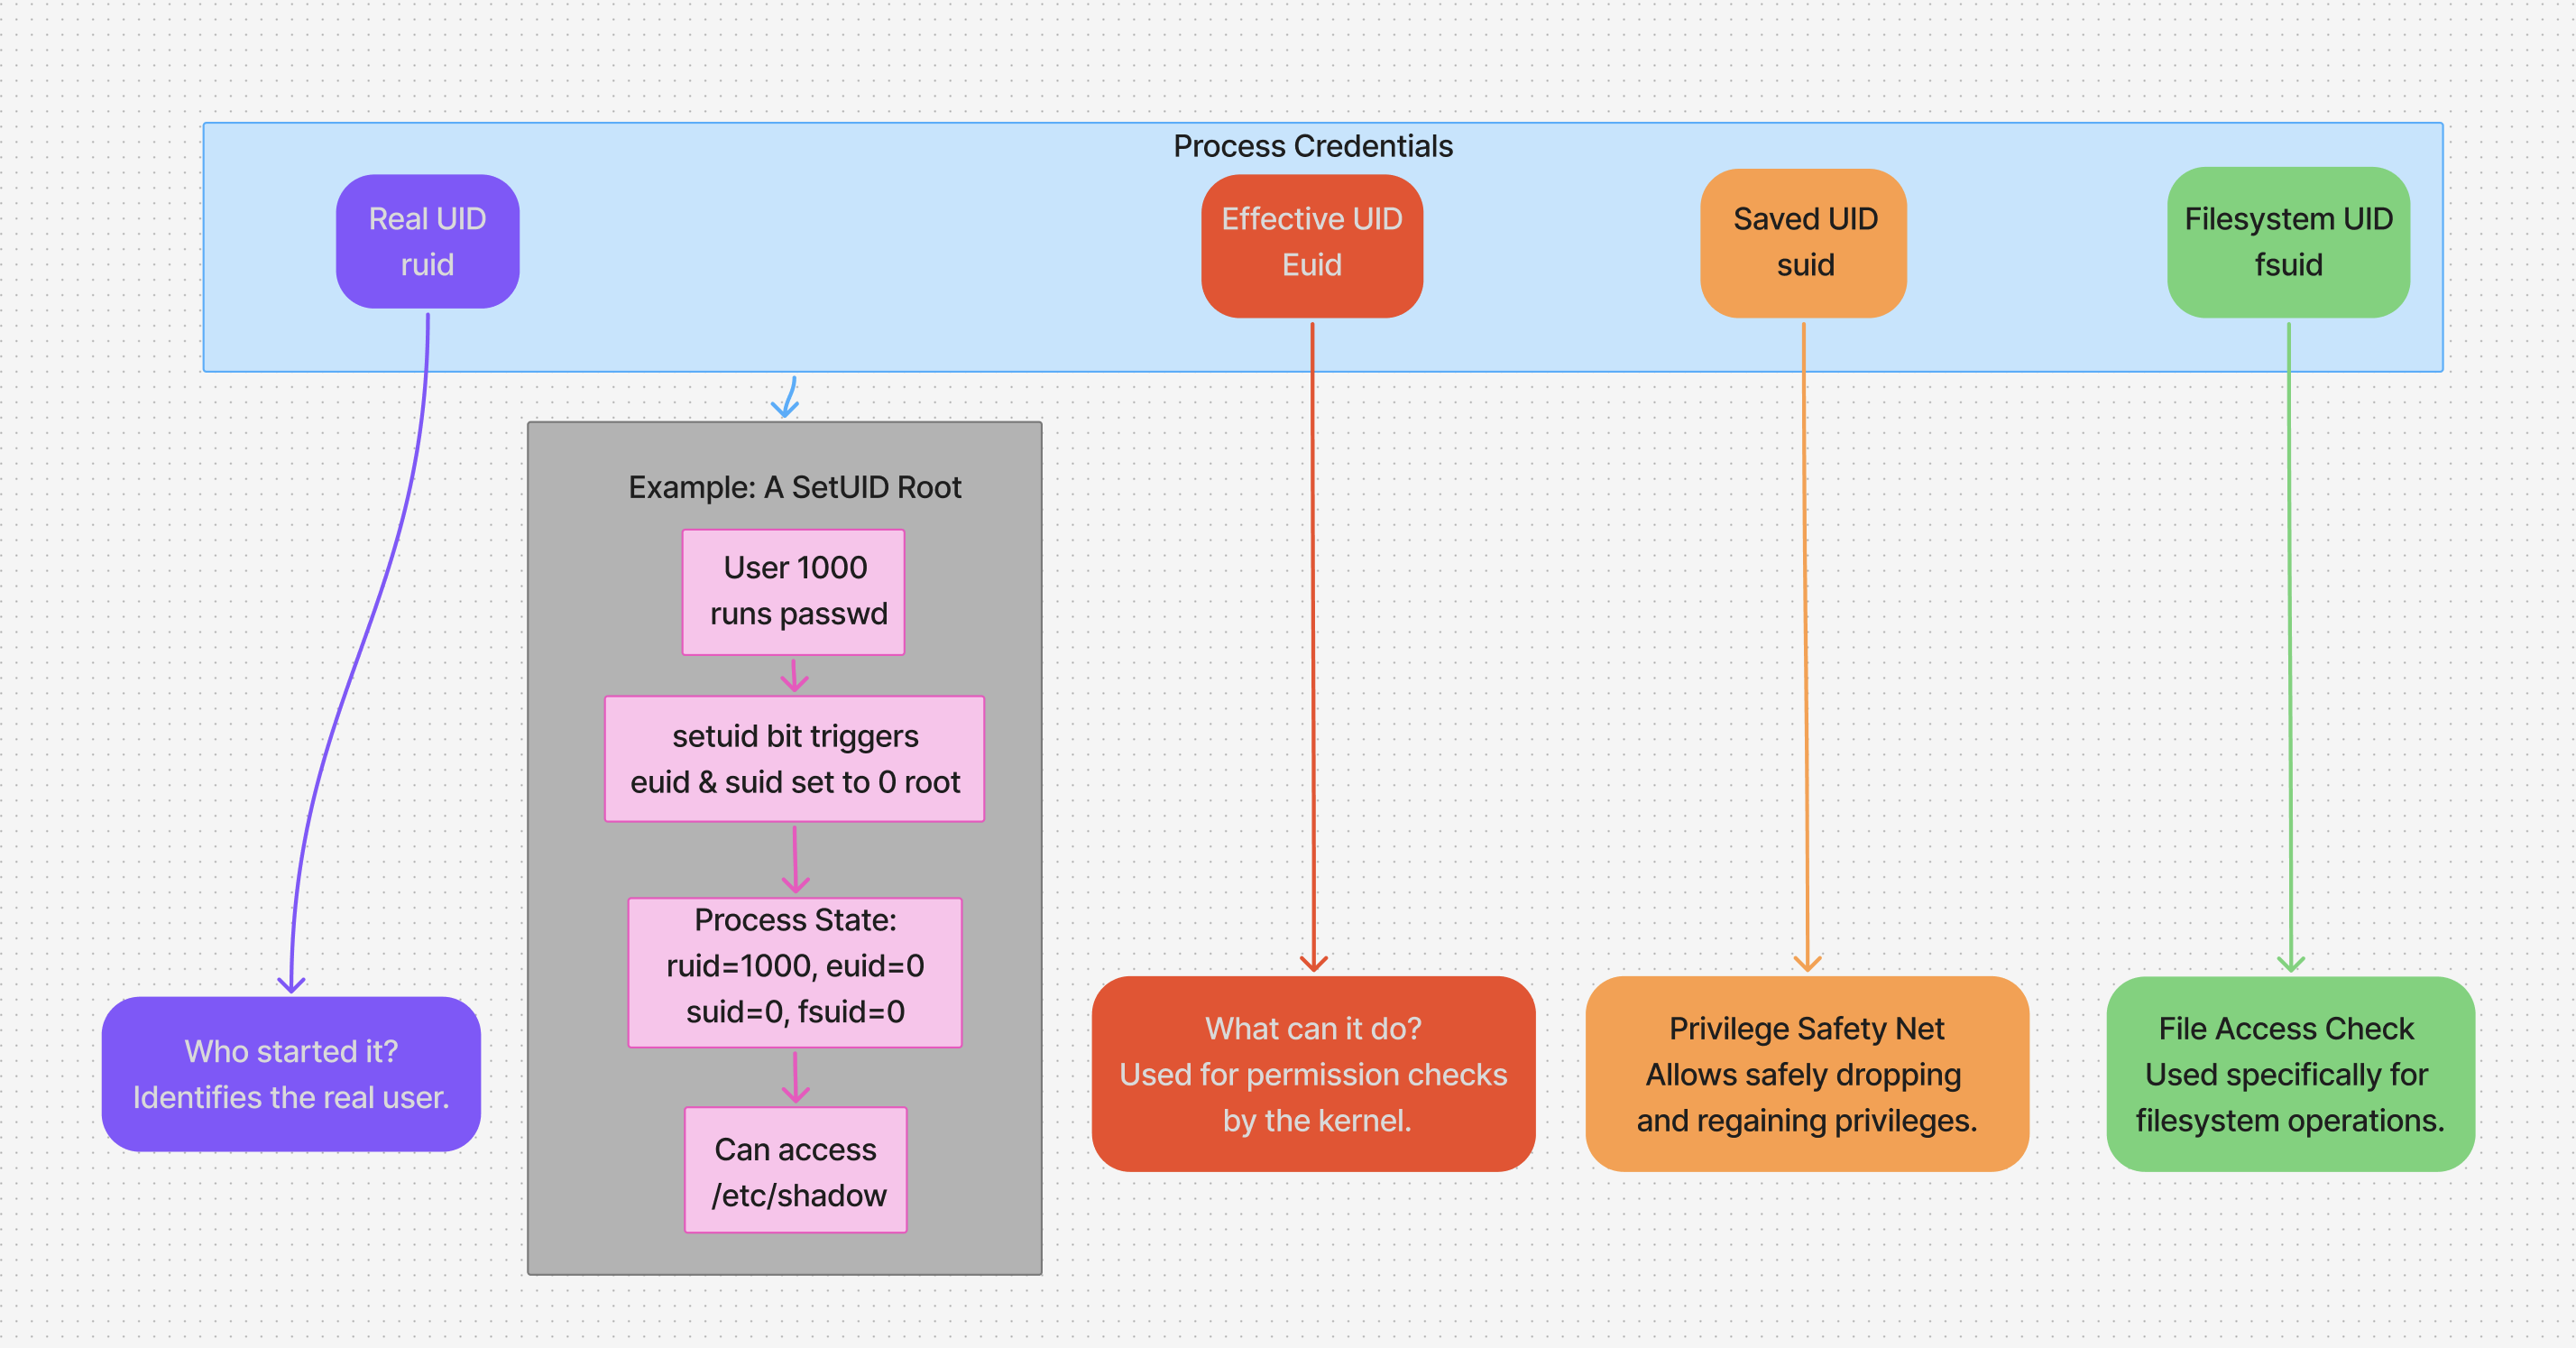 Process Credentials
Real UID
ruid
Effective UID
Euid
Saved UID
suid
Filesystem UID
fsuid
Example: A SetUID Root
User 1000
runs passwd
setuid bit triggers
euid & suid set to 0 root
Process State:
ruid=1000, euid=0
suid=0, fsuid=0
Can access
/etc/shadow
Who started it?
Identifies the real user.
What can it do?
Used for permission checks
by the kernel.
Privilege Safety Net
Allows safely dropping
and regaining privileges.
File Access Check
Used specifically for
filesystem operations.